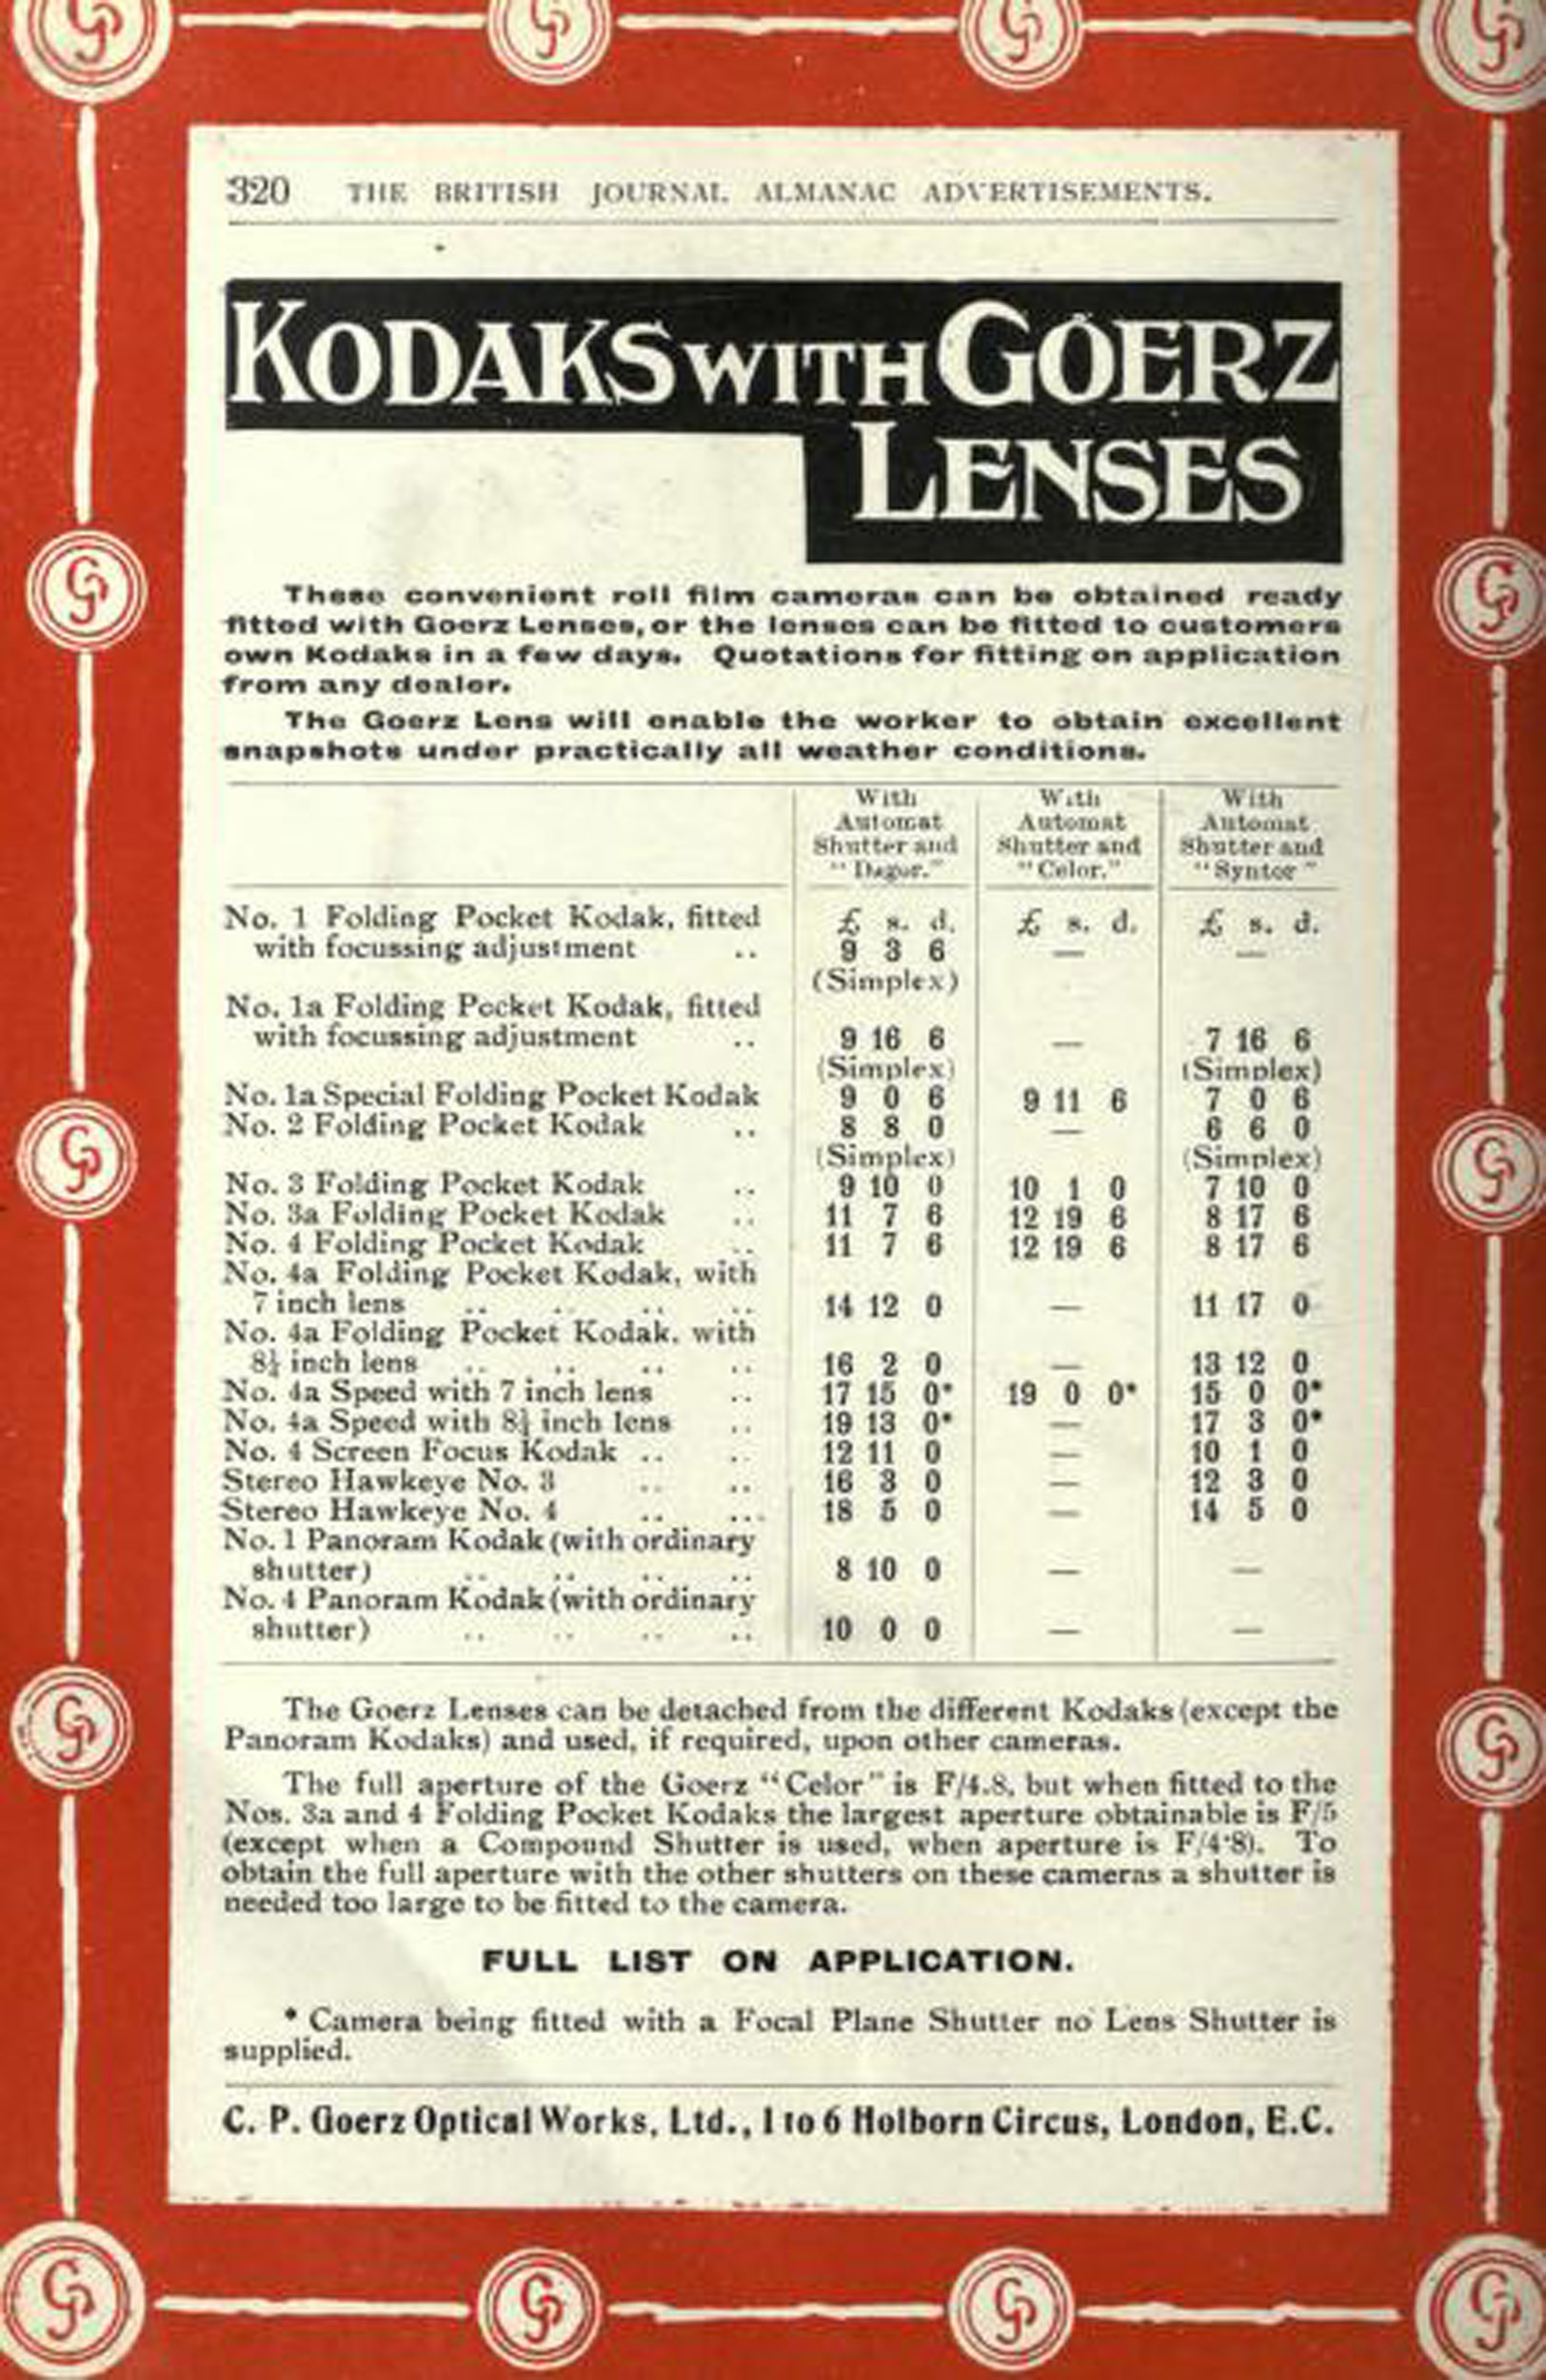 320 THE BRITISH JOURNAL ALMANAC ADVERTISEMENTS.
KODAKS WITH GOERZ
LENSES
These convenient roll film cameras can be obtained ready
fitted with Goerz Lenses, or the lenses can be fitted to customers
own Kodaks in a few days. Quotations for fitting on application
from any dealer.
The Goerz Lens will enable the worker to obtain excellent
snapshots under practically all weather conditions.
With With With
Automat Automat Automat
Shutter and Shutter and Shutter and
"Dagor." "Celor." "Syntor"
No. 1 Folding Pocket Kodak, fitted £ s. d. £ s. d. £ s. d.
with focussing adjustment .. 9 3 6 — —
(Simplex)
No. 1a Folding Pocket Kodak, fitted
with focussing adjustment .. 9 16 6 — 7 16 6
(Simplex) (Simplex)
No. 1a Special Folding Pocket Kodak 9 0 6 9 11 6 7 0 6
No. 2 Folding Pocket Kodak .. 8 8 0 — 6 6 0
(Simplex) (Simplex)
No. 3 Folding Pocket Kodak .. 9 10 0 10 1 0 7 10 0
No. 3a Folding Pocket Kodak .. 11 7 6 12 19 6 8 17 6
No. 4 Folding Pocket Kodak .. 11 7 6 12 19 6 8 17 6
No. 4a Folding Pocket Kodak, with
7 inch lens .. .. .. .. 14 12 0 — 11 17 0
No. 4a Folding Pocket Kodak, with
8¼ inch lens .. .. .. .. 16 2 0 — 13 12 0
No. 4a Speed with 7 inch lens .. 17 15 0* 19 0 0* 15 0 0*
No. 4a Speed with 8¼ inch lens .. 19 13 0* — 17 3 0*
No. 4 Screen Focus Kodak .. .. 12 11 0 — 10 1 0
Stereo Hawkeye No. 3 .. .. 16 3 0 — 12 3 0
Stereo Hawkeye No. 4 .. ... 18 5 0 — 14 5 0
No. 1 Panoram Kodak (with ordinary
shutter) .. .. .. .. 8 10 0 — —
No. 4 Panoram Kodak (with ordinary
shutter) .. .. .. .. 10 0 0 — —
The Goerz Lenses can be detached from the different Kodaks (except the
Panoram Kodaks) and used, if required, upon other cameras.
The full aperture of the Goerz "Celor" is F/4.8, but when fitted to the
Nos. 3a and 4 Folding Pocket Kodaks the largest aperture obtainable is F/5
(except when a Compound Shutter is used, when aperture is F/4·8). To
obtain the full aperture with the other shutters on these cameras a shutter is
needed too large to be fitted to the camera.
FULL LIST ON APPLICATION.
* Camera being fitted with a Focal Plane Shutter no Lens Shutter is
supplied.
C. P. Goerz Optical Works, Ltd., 1 to 6 Holborn Circus, London, E.C.